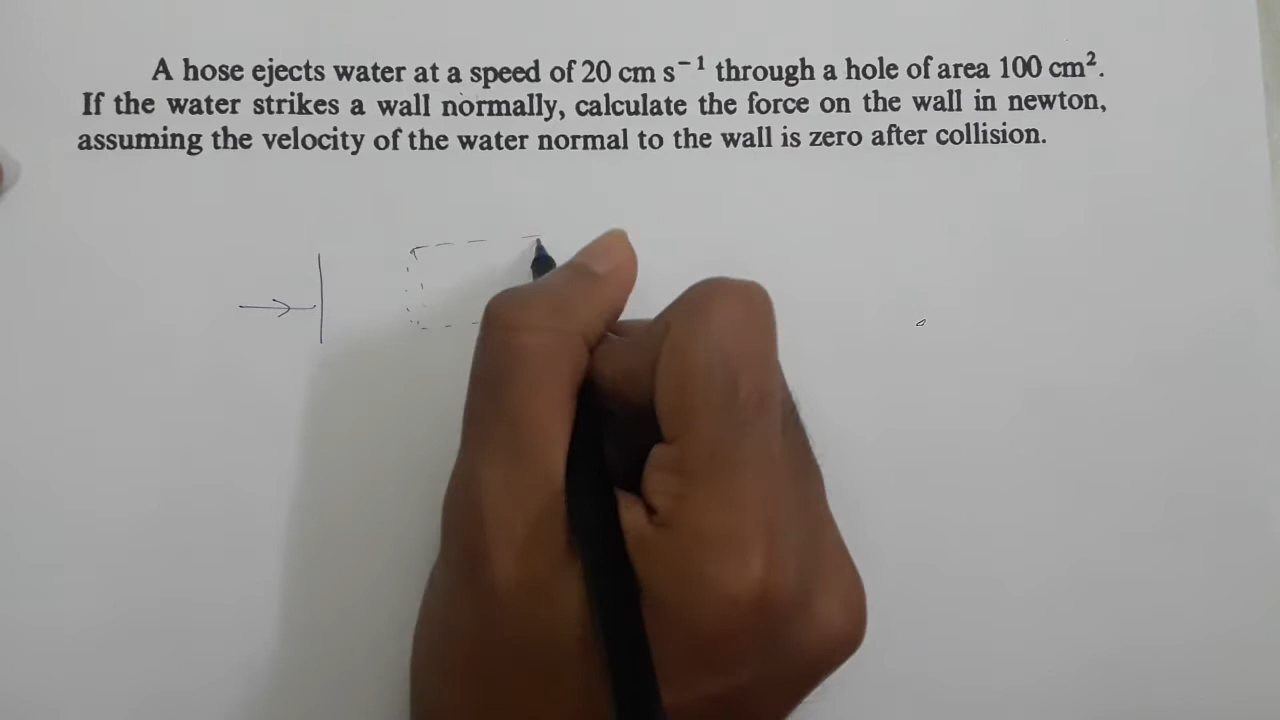 A hose ejects water at a speed of 20 cm s⁻¹ through a hole of area 100 cm².
If the water strikes a wall normally, calculate the force on the wall in newton,
assuming the velocity of the water normal to the wall is zero after collision.